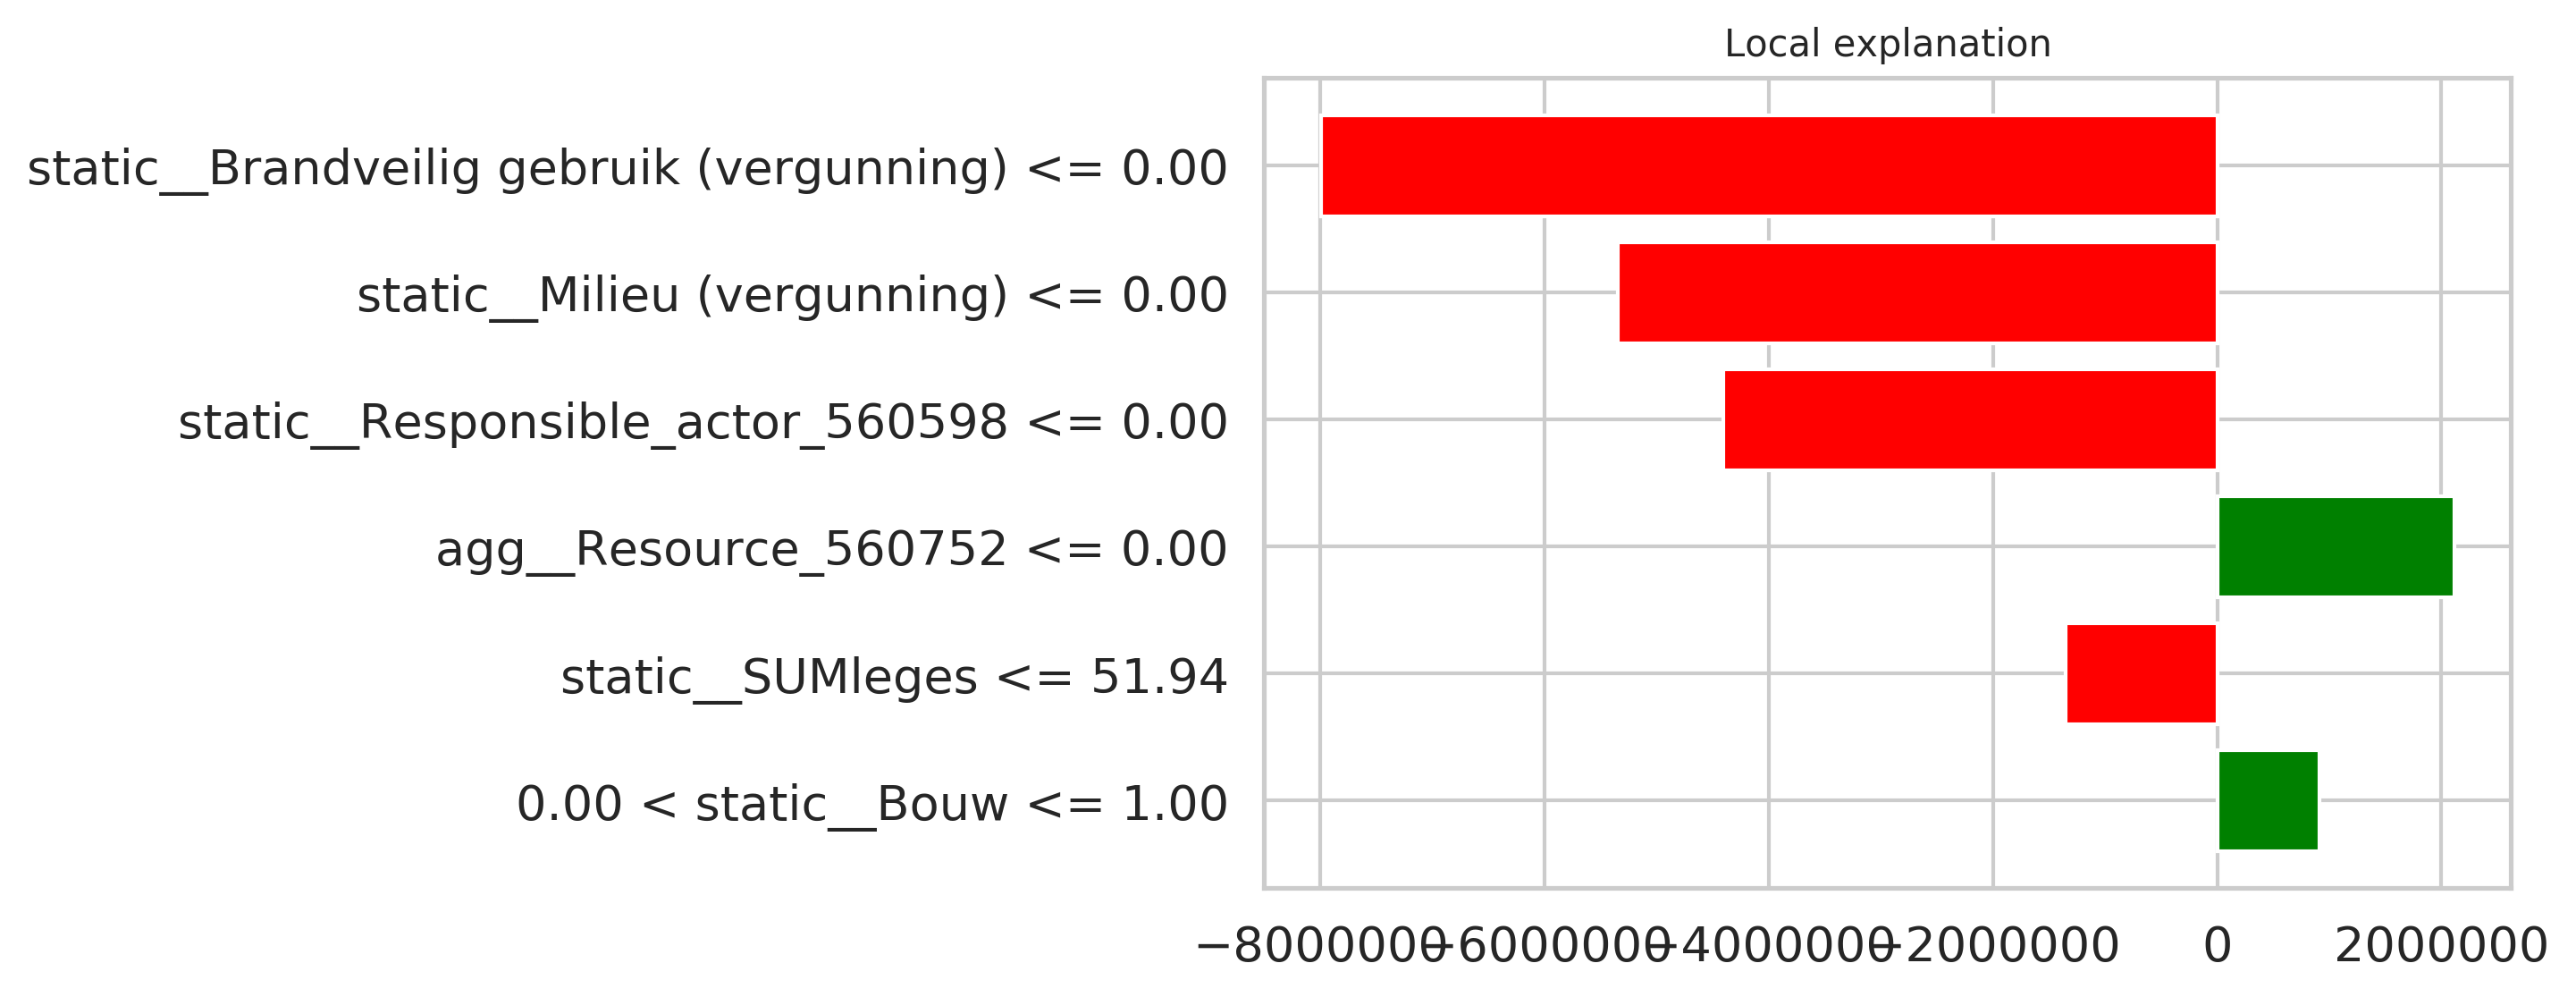 Local explanation
static__Brandveilig gebruik (vergunning) <= 0.00
static__Milieu (vergunning) <= 0.00
static__Responsible_actor_560598 <= 0.00
agg__Resource_560752 <= 0.00
static__SUMleges <= 51.94
0.00 < static__Bouw <= 1.00
−8000000 −6000000 −4000000 −2000000 0 2000000